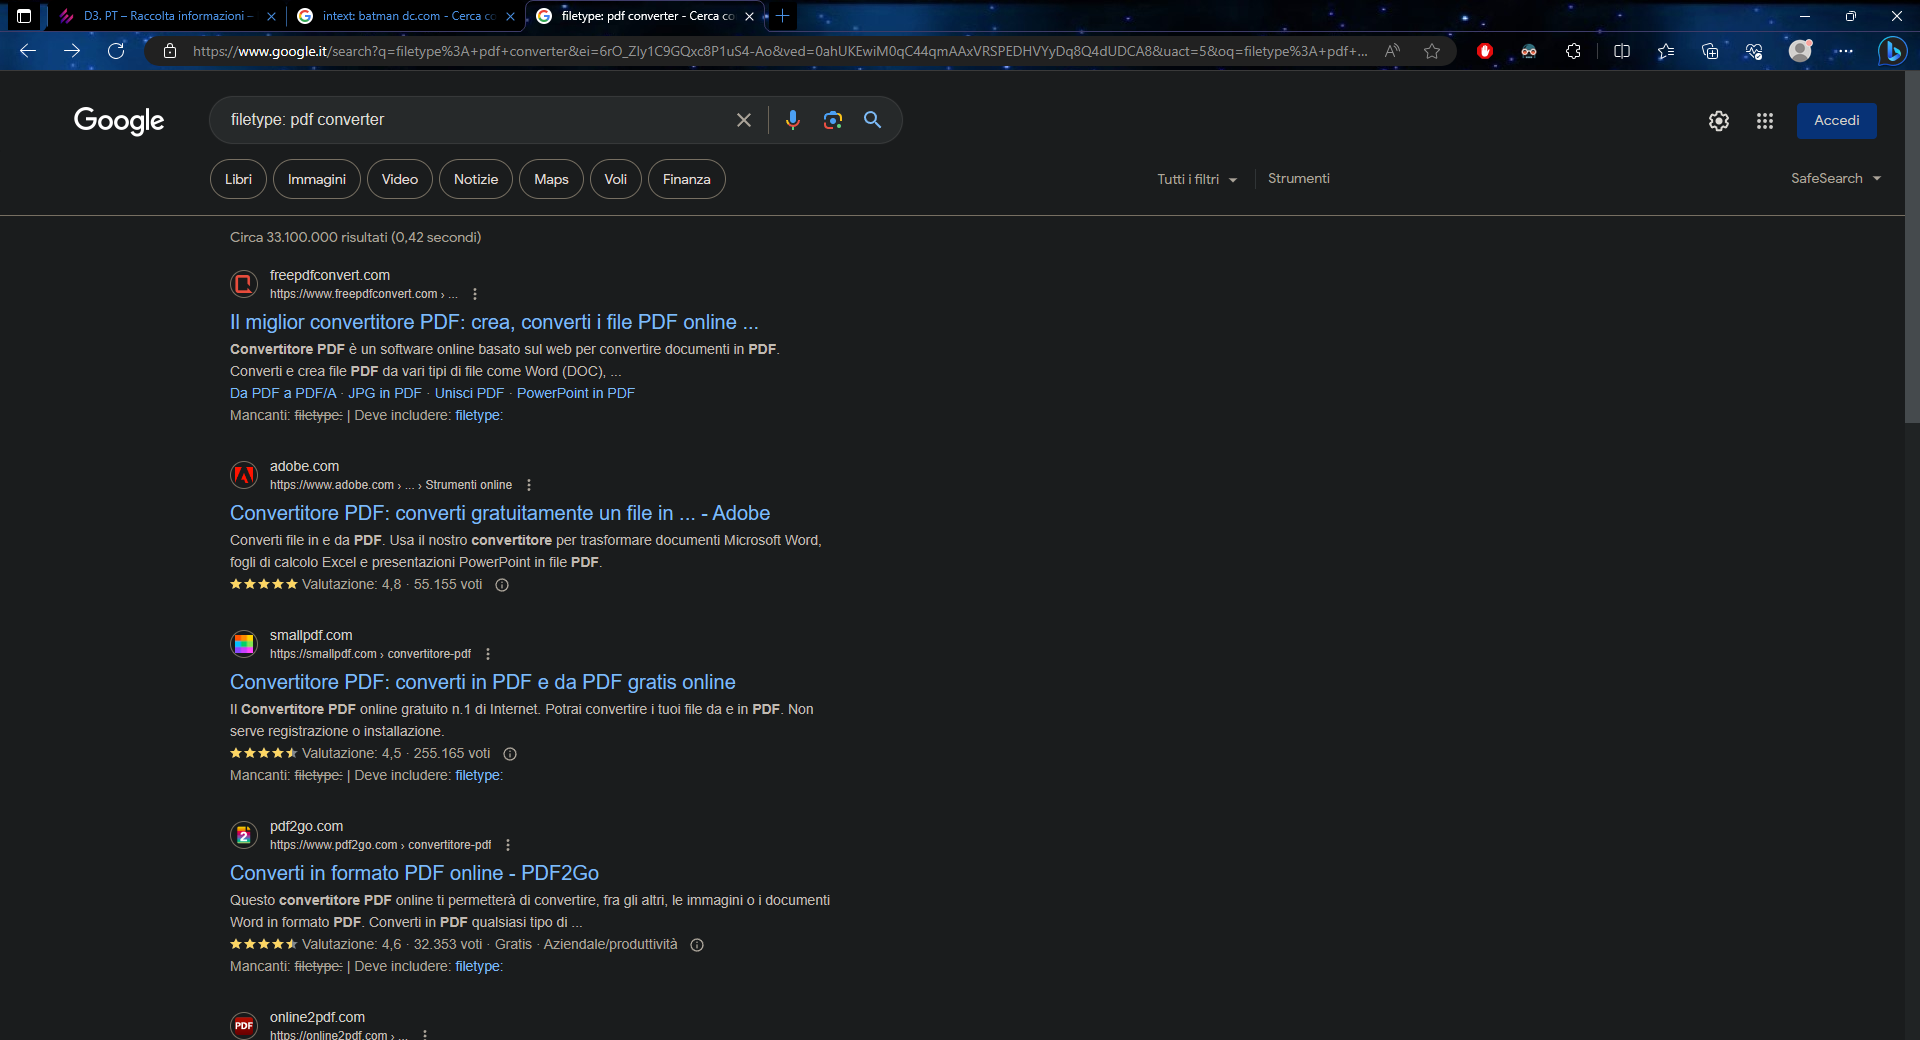 D3. PT – Raccolta informazioni –
intext: batman dc.com - Cerca co
filetype: pdf converter - Cerca co
https://www.google.it/search?q=filetype%3A+pdf+converter&ei=6rO_ZIy1C9GQxc8P1uS4-Ao&ved=0ahUKEwiM0qC44qmAAxVRSPEDHVYyDq8Q4dUDCA8&uact=5&oq=filetype%3A+pdf+...
Google
filetype: pdf converter
Accedi
Libri
Immagini
Video
Notizie
Maps
Voli
Finanza
Tutti i filtri
Strumenti
SafeSearch
Circa 33.100.000 risultati (0,42 secondi)
freepdfconvert.com
https://www.freepdfconvert.com › ...
Il miglior convertitore PDF: crea, converti i file PDF online ...
Convertitore PDF è un software online basato sul web per convertire documenti in PDF.
Converti e crea file PDF da vari tipi di file come Word (DOC), ...
Da PDF a PDF/A · JPG in PDF · Unisci PDF · PowerPoint in PDF
Mancanti: filetype: | Deve includere: filetype:
adobe.com
https://www.adobe.com › ... › Strumenti online
Convertitore PDF: converti gratuitamente un file in ... - Adobe
Converti file in e da PDF. Usa il nostro convertitore per trasformare documenti Microsoft Word,
fogli di calcolo Excel e presentazioni PowerPoint in file PDF.
Valutazione: 4,8 · 55.155 voti
smallpdf.com
https://smallpdf.com › convertitore-pdf
Convertitore PDF: converti in PDF e da PDF gratis online
Il Convertitore PDF online gratuito n.1 di Internet. Potrai convertire i tuoi file da e in PDF. Non
serve registrazione o installazione.
Valutazione: 4,5 · 255.165 voti
Mancanti: filetype: | Deve includere: filetype:
pdf2go.com
https://www.pdf2go.com › convertitore-pdf
Converti in formato PDF online - PDF2Go
Questo convertitore PDF online ti permetterà di convertire, fra gli altri, le immagini o i documenti
Word in formato PDF. Converti in PDF qualsiasi tipo di ...
Valutazione: 4,6 · 32.353 voti · Gratis · Aziendale/produttività
Mancanti: filetype: | Deve includere: filetype:
PDF
online2pdf.com
https://online2pdf.com › ...